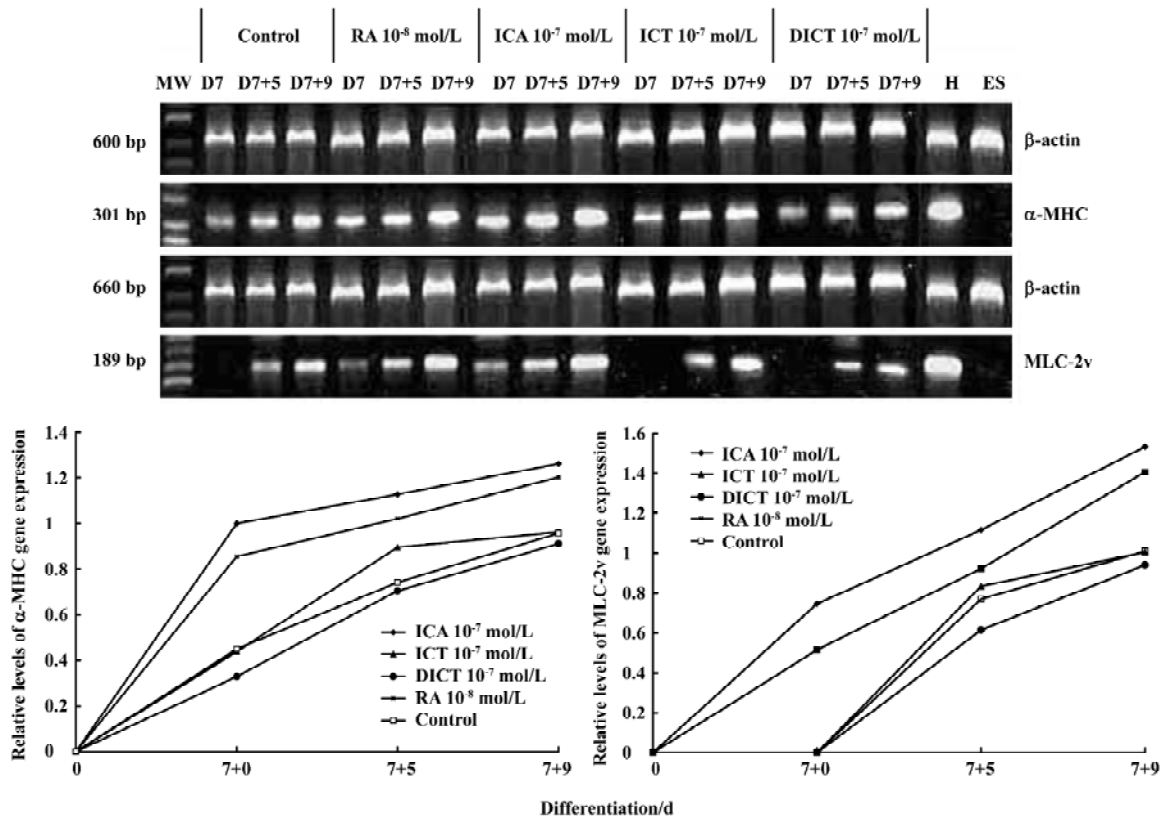 Control RA 10⁻⁸ mol/L ICA 10⁻⁷ mol/L ICT 10⁻⁷ mol/L DICT 10⁻⁷ mol/L
MW D7 D7+5 D7+9 D7 D7+5 D7+9 D7 D7+5 D7+9 D7 D7+5 D7+9 D7 D7+5 D7+9 H ES
600 bp β-actin
301 bp α-MHC
660 bp β-actin
189 bp MLC-2v
Relative levels of α-MHC gene expression
1.4
1.2
1
0.8
0.6
0.4
0.2
0
ICA 10⁻⁷ mol/L
ICT 10⁻⁷ mol/L
DICT 10⁻⁷ mol/L
RA 10⁻⁸ mol/L
Control
0 7+0 7+5 7+9
Relative levels of MLC-2v gene expression
1.6
1.4
1.2
1
0.8
0.6
0.4
0.2
0
ICA 10⁻⁷ mol/L
ICT 10⁻⁷ mol/L
DICT 10⁻⁷ mol/L
RA 10⁻⁸ mol/L
Control
0 7+0 7+5 7+9
Differentiation/d